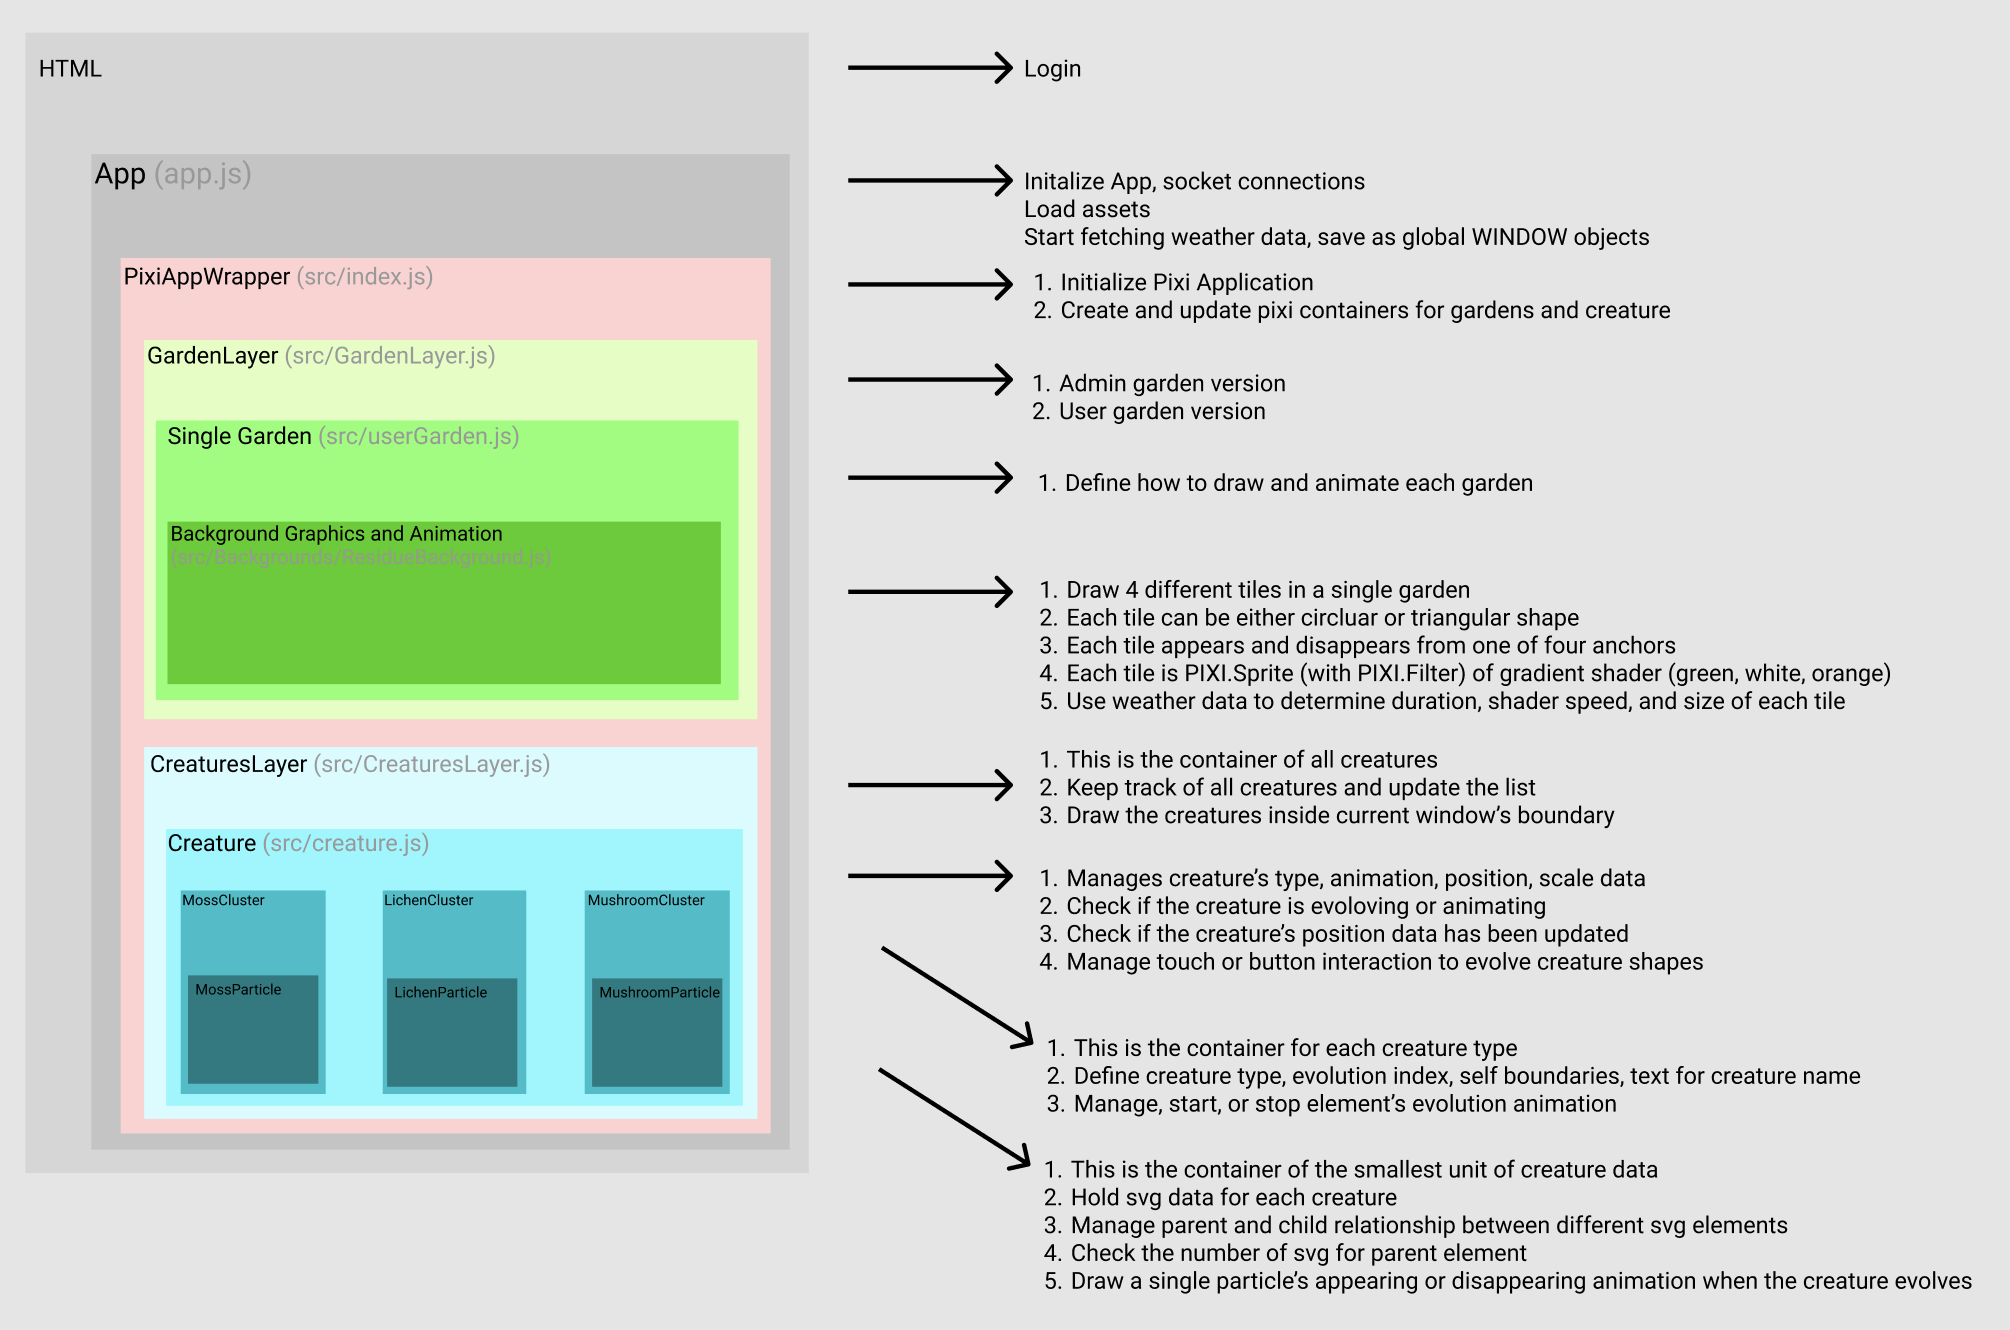 HTML
Login
App (app.js)
Initalize App, socket connections
Load assets
Start fetching weather data, save as global WINDOW objects
PixiAppWrapper (src/index.js)
1. Initialize Pixi Application
2. Create and update pixi containers for gardens and creature
GardenLayer (src/GardenLayer.js)
1. Admin garden version
2. User garden version
Single Garden (src/userGarden.js)
1. Define how to draw and animate each garden
Background Graphics and Animation
(src/Backgrounds/ResidueBackground.js)
1. Draw 4 different tiles in a single garden
2. Each tile can be either circluar or triangular shape
3. Each tile appears and disappears from one of four anchors
4. Each tile is PIXI.Sprite (with PIXI.Filter) of gradient shader (green, white, orange)
5. Use weather data to determine duration, shader speed, and size of each tile
CreaturesLayer (src/CreaturesLayer.js)
1. This is the container of all creatures
2. Keep track of all creatures and update the list
3. Draw the creatures inside current window’s boundary
Creature (src/creature.js)
1. Manages creature’s type, animation, position, scale data
2. Check if the creature is evoloving or animating
3. Check if the creature’s position data has been updated
4. Manage touch or button interaction to evolve creature shapes
MossCluster
LichenCluster
MushroomCluster
1. This is the container for each creature type
2. Define creature type, evolution index, self boundaries, text for creature name
3. Manage, start, or stop element’s evolution animation
MossParticle
LichenParticle
MushroomParticle
1. This is the container of the smallest unit of creature data
2. Hold svg data for each creature
3. Manage parent and child relationship between different svg elements
4. Check the number of svg for parent element
5. Draw a single particle’s appearing or disappearing animation when the creature evolves